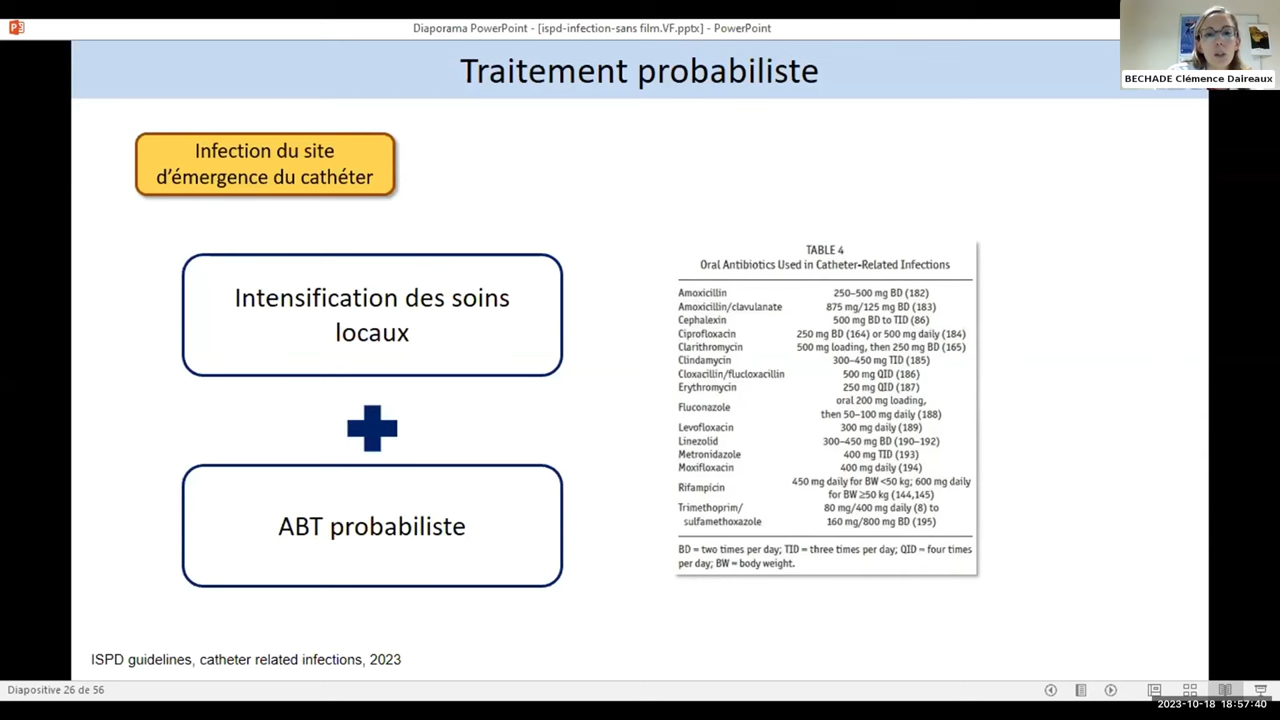 Diaporama PowerPoint - [ispd-infection-sans film.VF.pptx] - PowerPoint
BECHADE Clémence Daireaux
Traitement probabiliste
Infection du site
d'émergence du cathéter
Intensification des soins
locaux
ABT probabiliste
TABLE 4
Oral Antibiotics Used in Catheter-Related Infections
Amoxicillin 250–500 mg BD (182)
Amoxicillin/clavulanate 875 mg/125 mg BD (183)
Cephalexin 500 mg BD to TID (86)
Ciprofloxacin 250 mg BD (164) or 500 mg daily (184)
Clarithromycin 500 mg loading, then 250 mg BD (165)
Clindamycin 300–450 mg TID (185)
Cloxacillin/flucloxacillin 500 mg QID (186)
Erythromycin 250 mg QID (187)
Fluconazole oral 200 mg loading,
then 50–100 mg daily (188)
Levofloxacin 300 mg daily (189)
Linezolid 300–450 mg BD (190–192)
Metronidazole 400 mg TID (193)
Moxifloxacin 400 mg daily (194)
Rifampicin 450 mg daily for BW <50 kg; 600 mg daily
for BW ≥50 kg (144,145)
Trimethoprim/ 80 mg/400 mg daily (8) to
sulfamethoxazole 160 mg/800 mg BD (195)
BD = two times per day; TID = three times per day; QID = four times
per day; BW = body weight.
ISPD guidelines, catheter related infections, 2023
Diapositive 26 de 56
2023-10-18 18:57:40